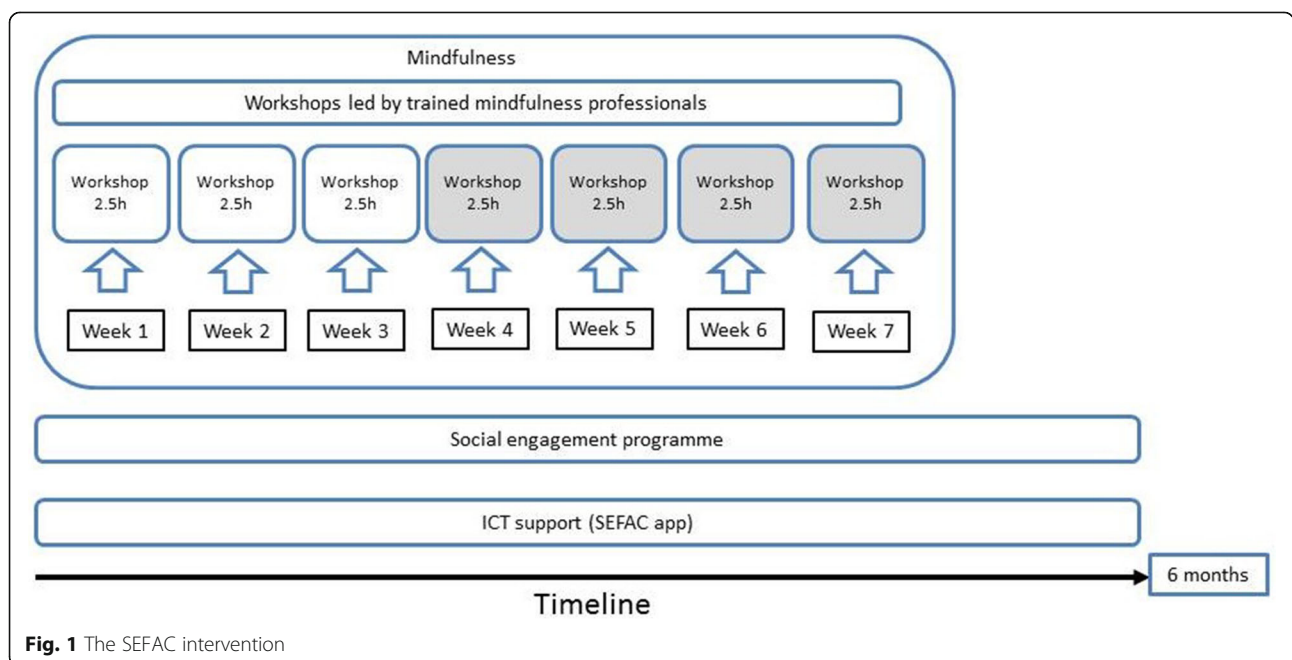 Mindfulness
Workshops led by trained mindfulness professionals
Workshop Workshop Workshop Workshop Workshop Workshop Workshop
2.5h 2.5h 2.5h 2.5h 2.5h 2.5h 2.5h
Week 1 Week 2 Week 3 Week 4 Week 5 Week 6 Week 7
Social engagement programme
ICT support (SEFAC app)
6 months
Timeline
Fig. 1 The SEFAC intervention